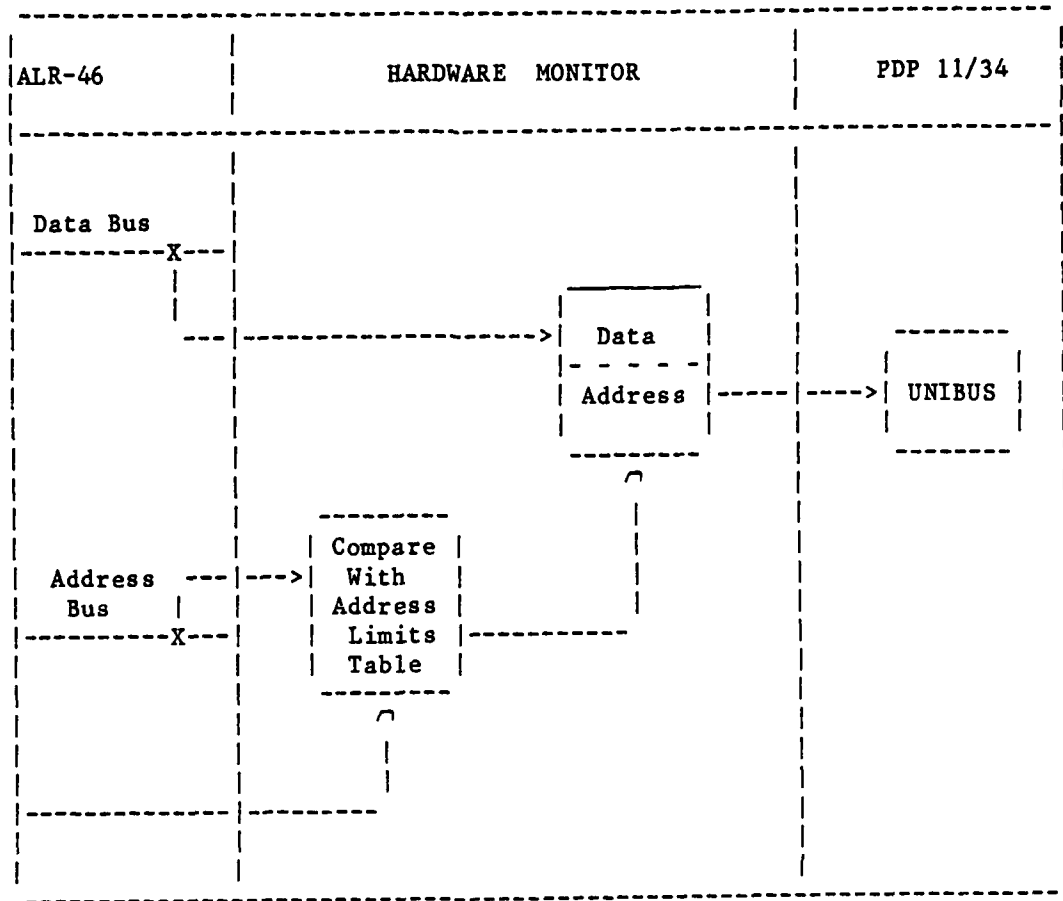 ALR-46
HARDWARE MONITOR
PDP 11/34
Data Bus
X
Data
Address
UNIBUS
Compare
With
Address
Limits
Table
Address
Bus
X